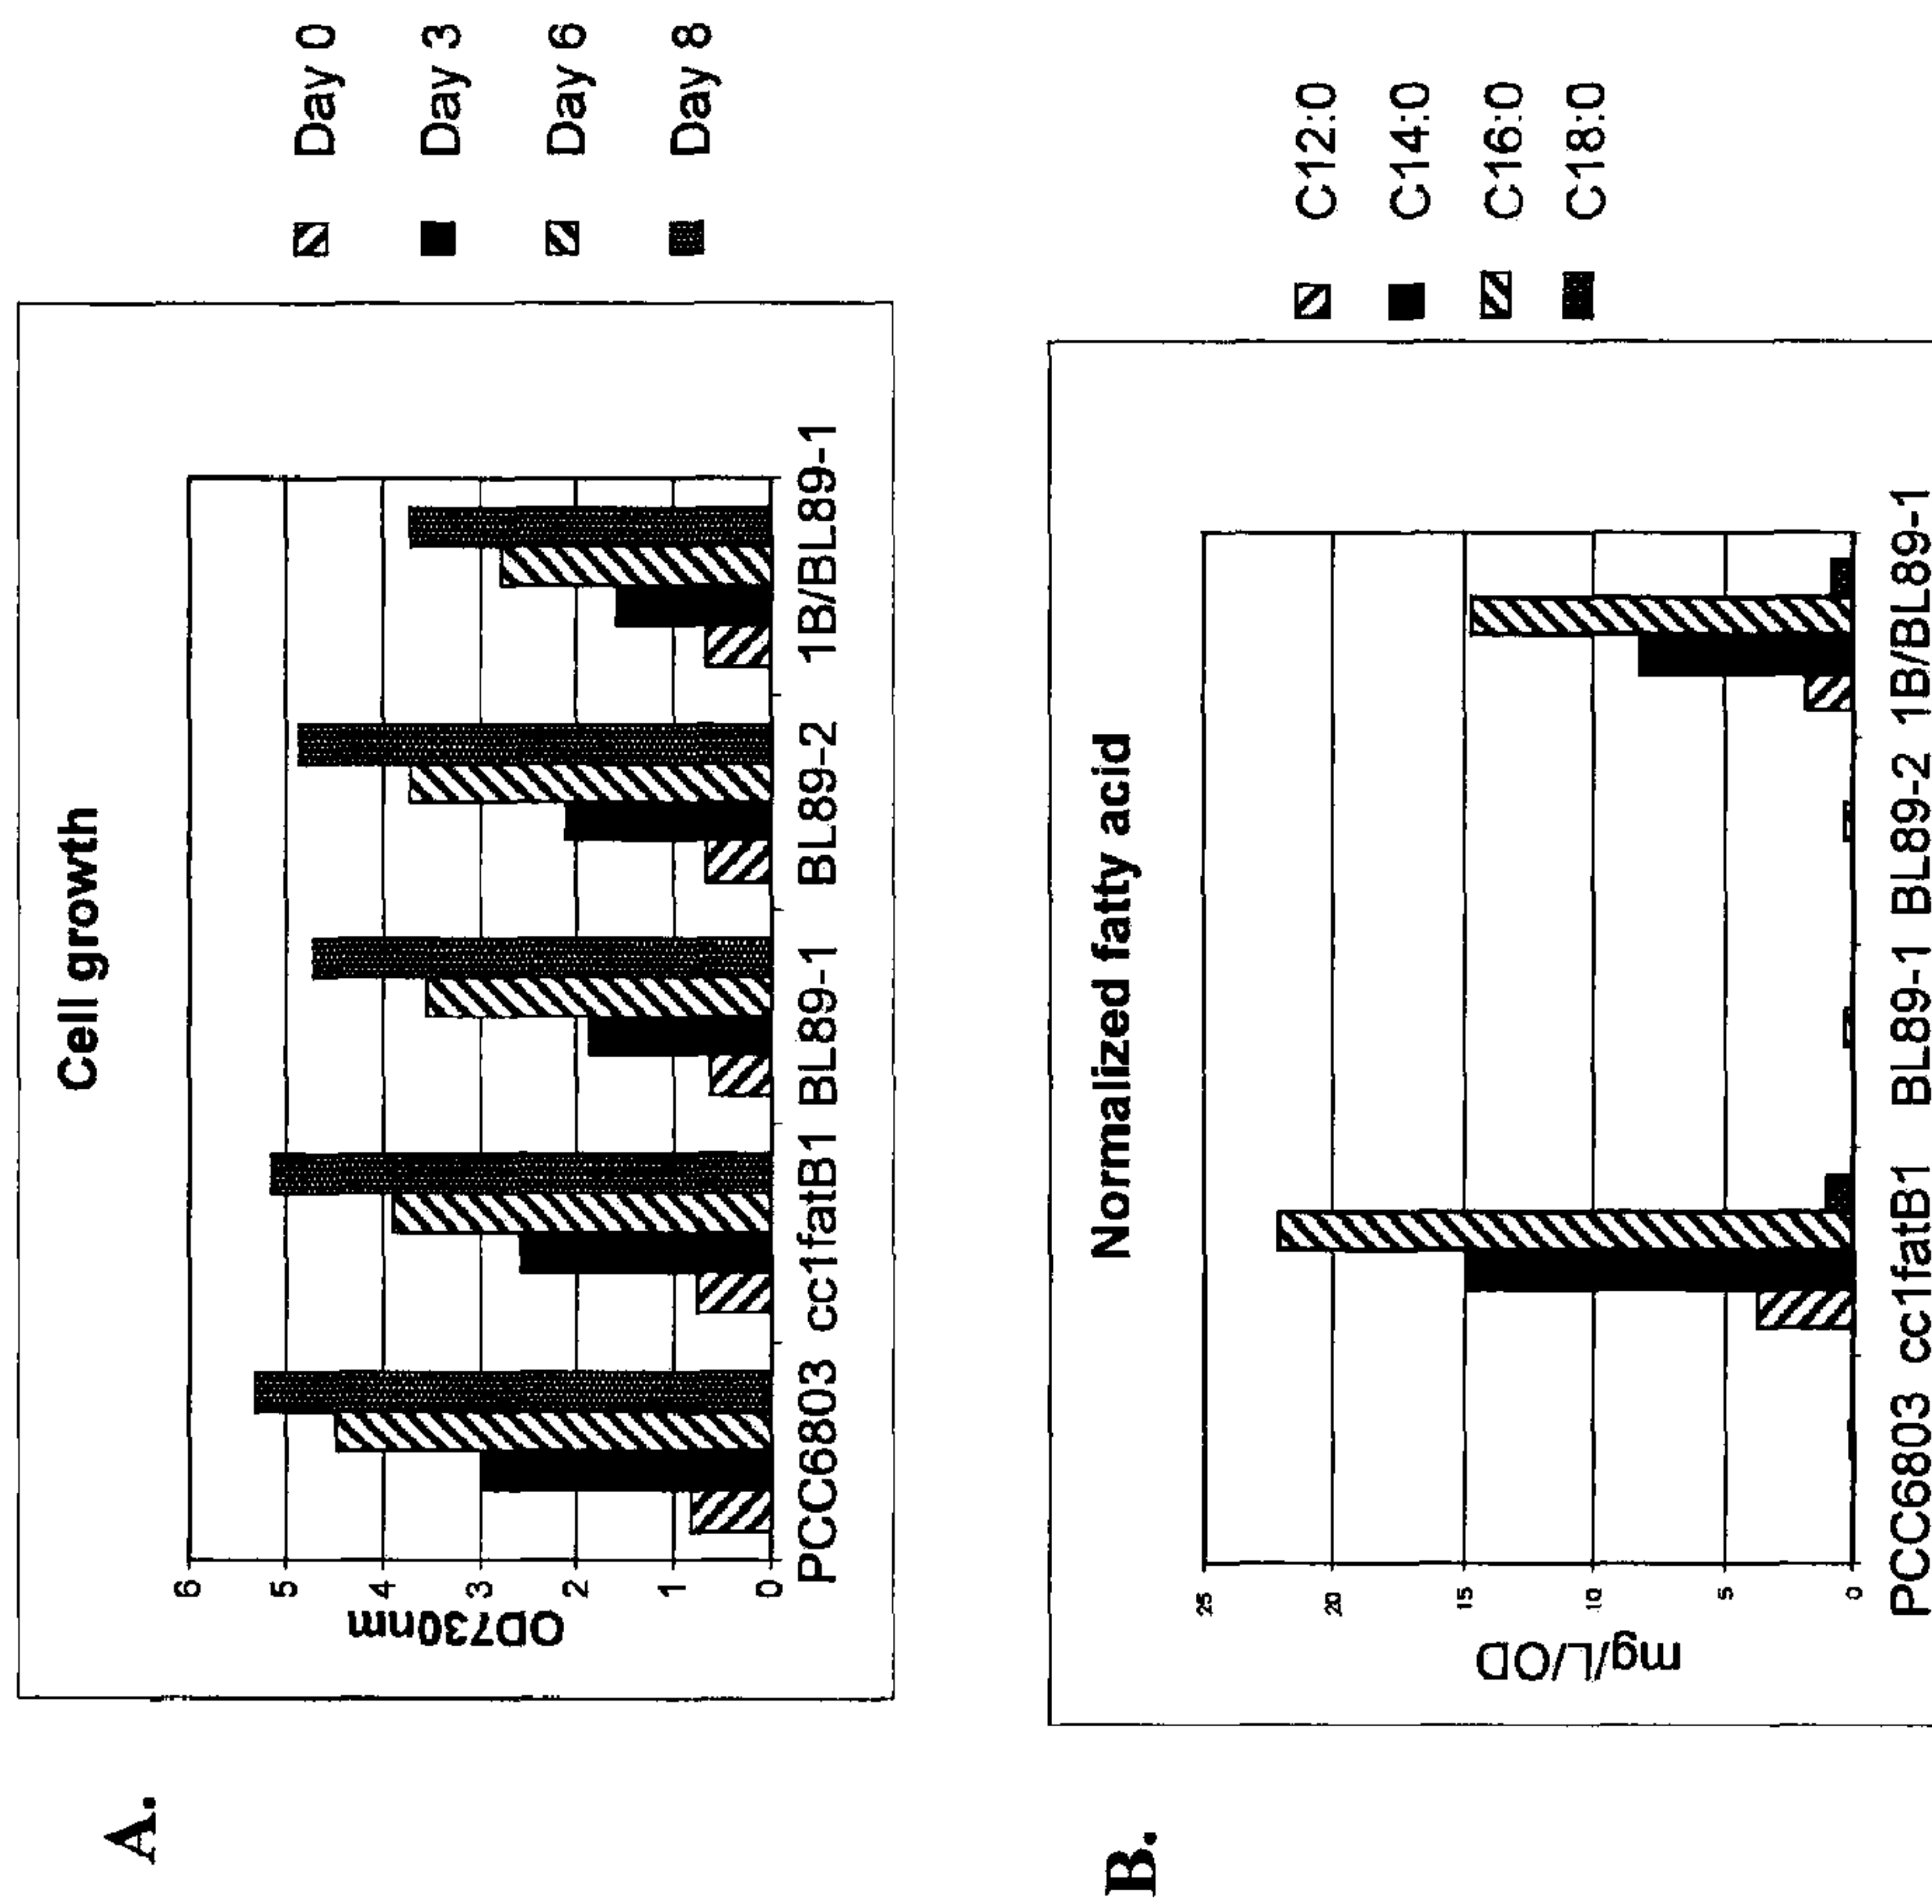 A.
Cell growth
OD730nm
6
5
4
3
2
1
0
PCC6803 cc1fatB1 BL89-1 BL89-2 1B/BL89-1
Day 0
Day 3
Day 6
Day 8
B.
Normalized fatty acid
mg/L/OD
25
20
15
10
5
0
PCC6803 cc1fatB1 BL89-1 BL89-2 1B/BL89-1
C12:0
C14:0
C16:0
C18:0